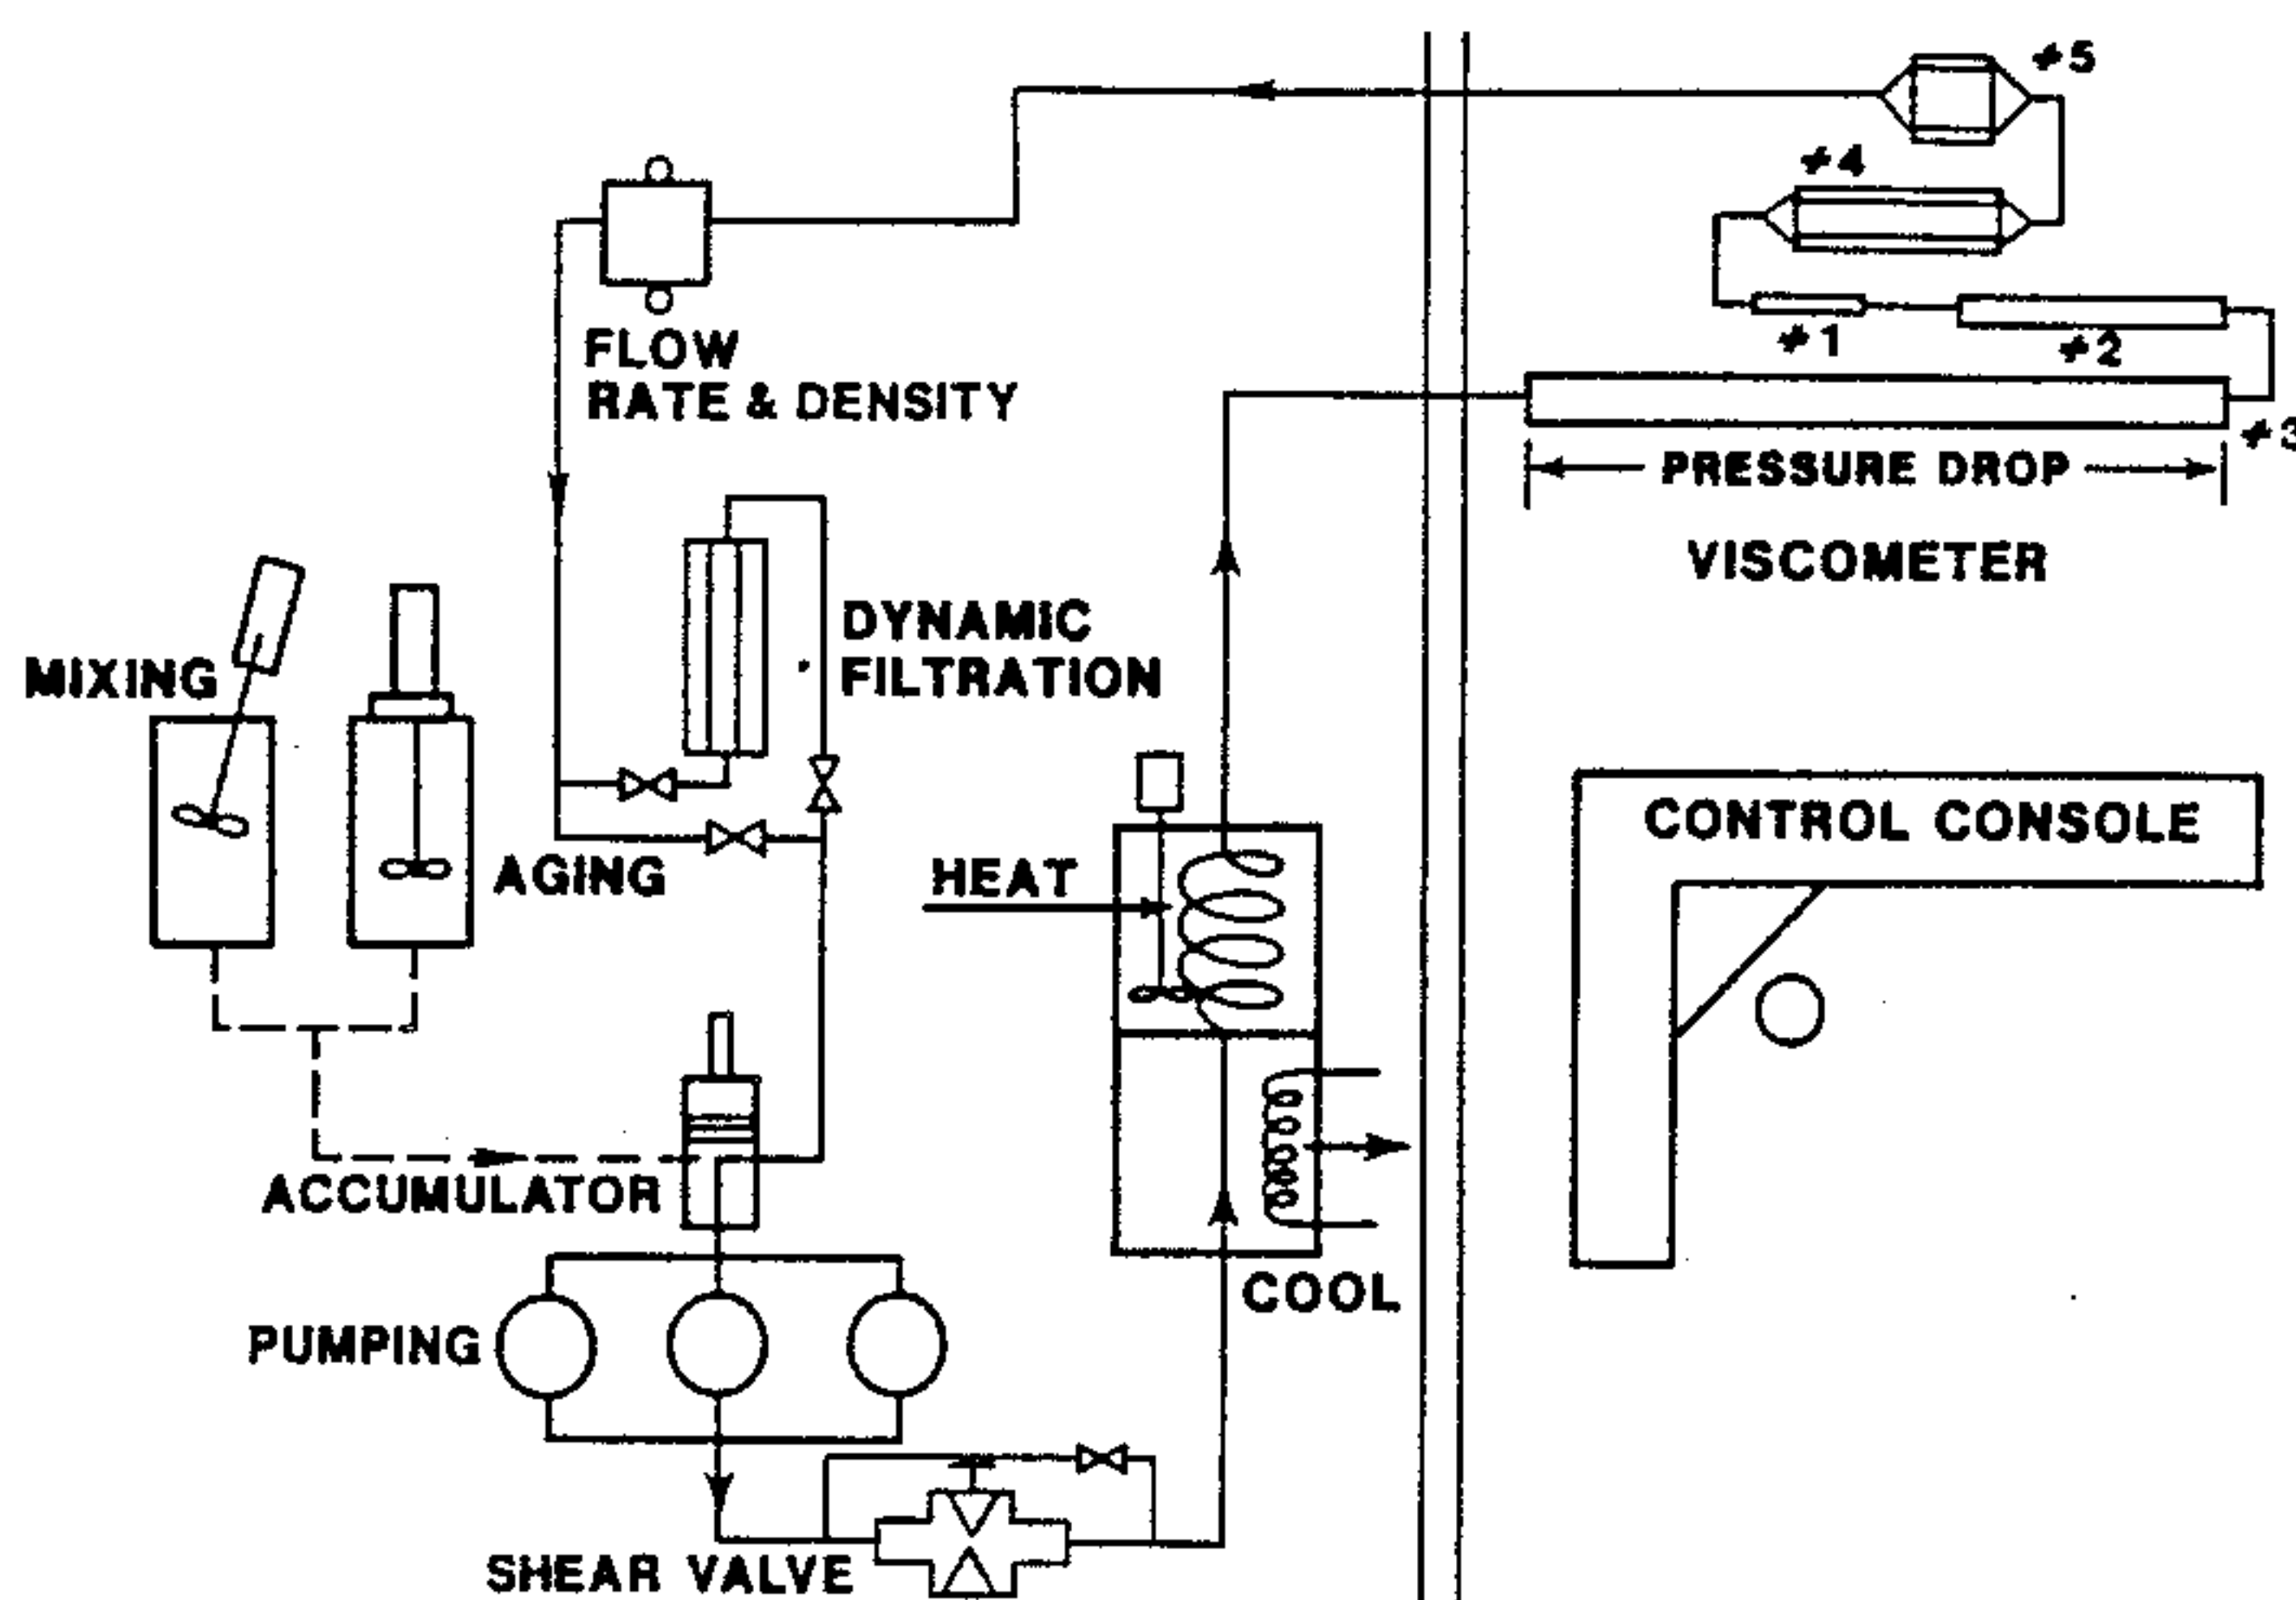 #5
#4
#1
#2
#3
FLOW
RATE & DENSITY
PRESSURE DROP
VISCOMETER
DYNAMIC
FILTRATION
MIXING
AGING
HEAT
CONTROL CONSOLE
ACCUMULATOR
COOL
PUMPING
SHEAR VALVE